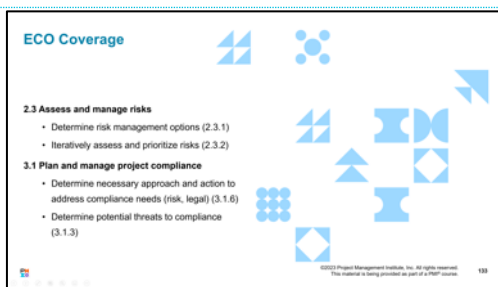 ECO Coverage
2.3 Assess and manage risks
• Determine risk management options (2.3.1)
• Iteratively assess and prioritize risks (2.3.2)
3.1 Plan and manage project compliance
• Determine necessary approach and action to
address compliance needs (risk, legal) (3.1.6)
• Determine potential threats to compliance
(3.1.3)
©2023 Project Management Institute, Inc. All rights reserved.
This material is being provided as part of a PMI® course.
133